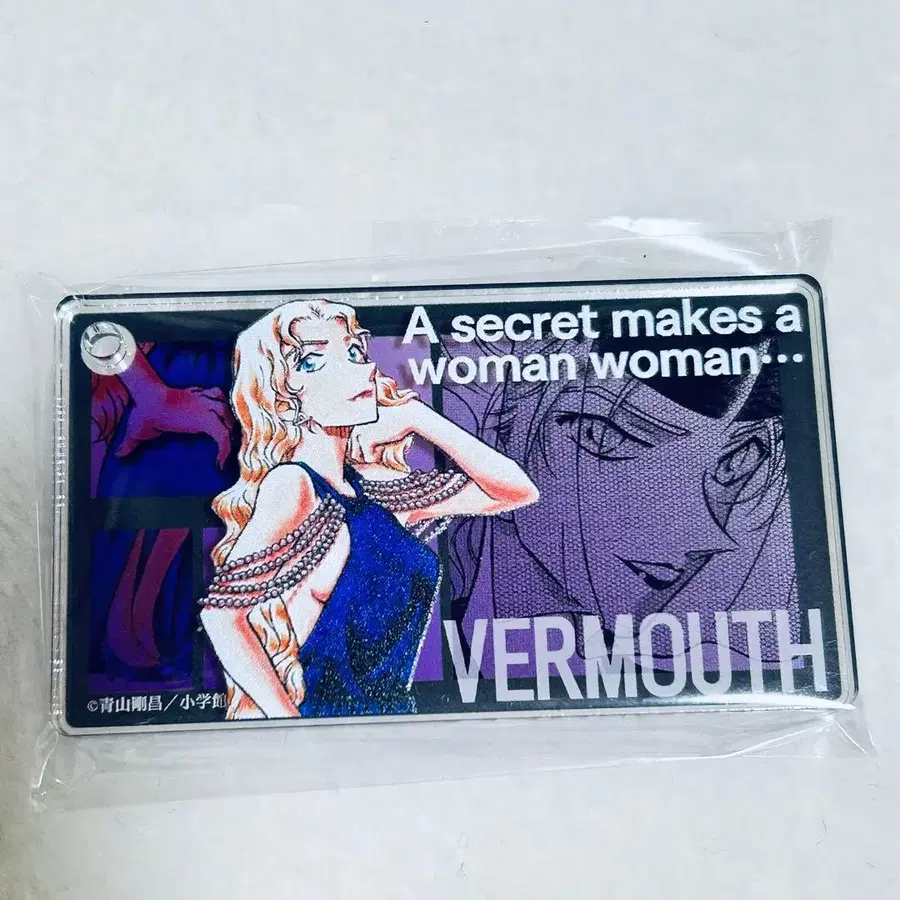 A secret makes a
woman woman…
VERMOUTH
©青山剛昌／小学館